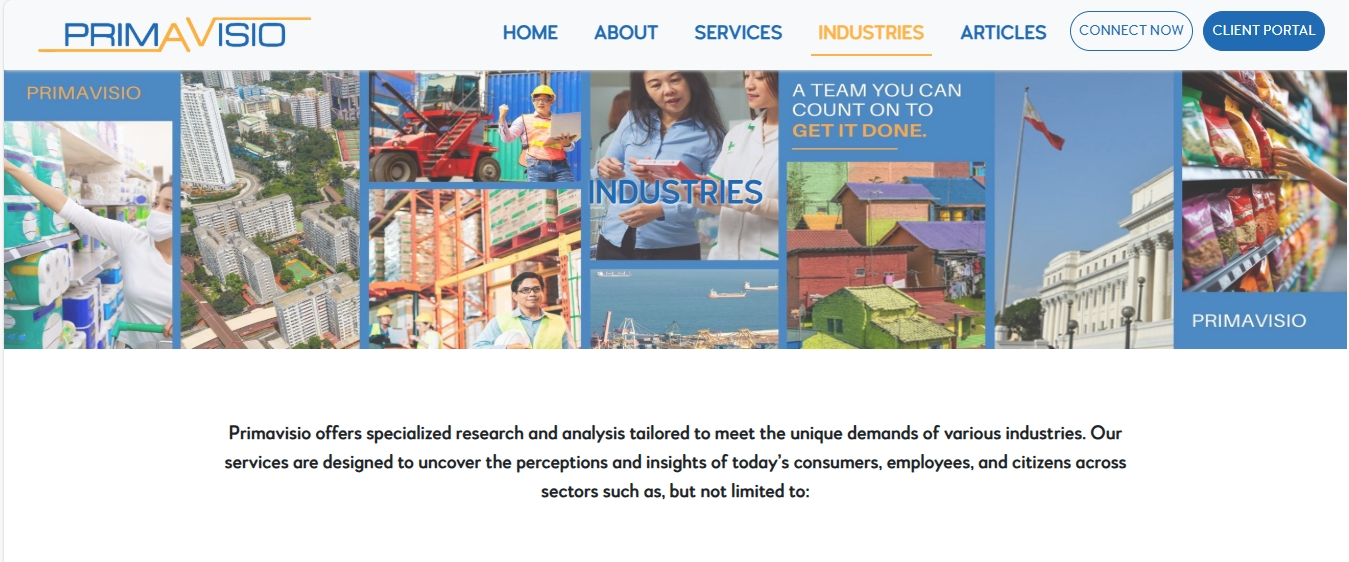 PRIMAVISIO
HOME
ABOUT
SERVICES
INDUSTRIES
ARTICLES
CONNECT NOW
CLIENT PORTAL
PRIMAVISIO
A TEAM YOU CAN
COUNT ON TO
GET IT DONE.
INDUSTRIES
PRIMAVISIO
Primavisio offers specialized research and analysis tailored to meet the unique demands of various industries. Our
services are designed to uncover the perceptions and insights of today's consumers, employees, and citizens across
sectors such as, but not limited to: